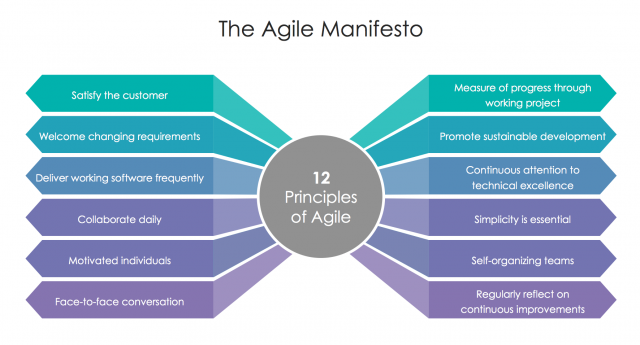 The Agile Manifesto
Satisfy the customer
Welcome changing requirements
Deliver working software frequently
Collaborate daily
Motivated individuals
Face-to-face conversation
12
Principles
of Agile
Measure of progress through
working project
Promote sustainable development
Continuous attention to
technical excellence
Simplicity is essential
Self-organizing teams
Regularly reflect on
continuous improvements